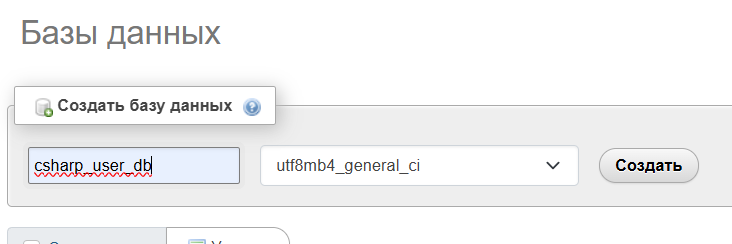 Базы данных
Создать базу данных
csharp_user_db utf8mb4_general_ci Создать